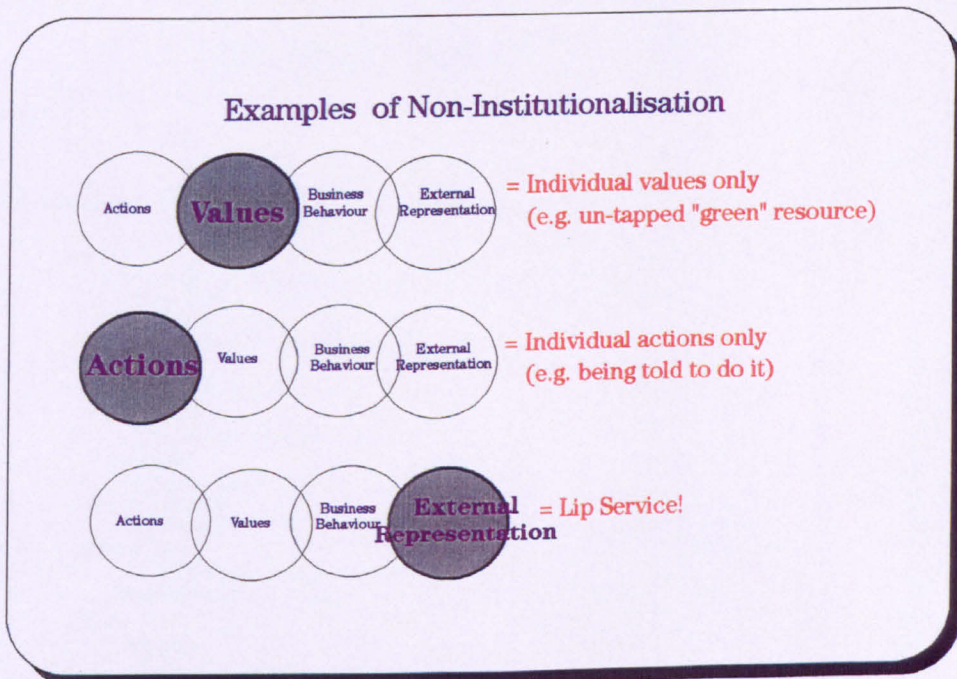 Examples of Non-Institutionalisation
Actions
Values
Business
Behaviour
External
Representation
= Individual values only
(e.g. un-tapped "green" resource)
Actions
Values
Business
Behaviour
External
Representation
= Individual actions only
(e.g. being told to do it)
Actions
Values
Business
Behaviour
External
Representation
= Lip Service!